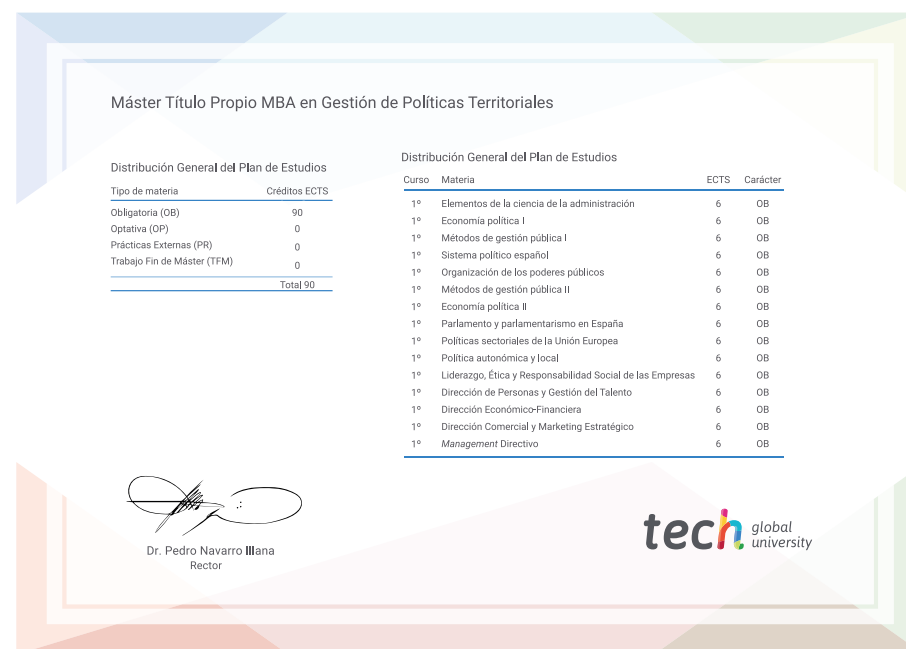 Máster Título Propio MBA en Gestión de Políticas Territoriales
Distribución General del Plan de Estudios
Tipo de materia Créditos ECTS
Obligatoria (OB) 90
Optativa (OP) 0
Prácticas Externas (PR) 0
Trabajo Fin de Máster (TFM) 0
Total 90
Distribución General del Plan de Estudios
Curso Materia ECTS Carácter
1º Elementos de la ciencia de la administración 6 OB
1º Economía política I 6 OB
1º Métodos de gestión pública I 6 OB
1º Sistema político español 6 OB
1º Organización de los poderes públicos 6 OB
1º Métodos de gestión pública II 6 OB
1º Economía política II 6 OB
1º Parlamento y parlamentarismo en España 6 OB
1º Políticas sectoriales de la Unión Europea 6 OB
1º Política autonómica y local 6 OB
1º Liderazgo, Ética y Responsabilidad Social de las Empresas 6 OB
1º Dirección de Personas y Gestión del Talento 6 OB
1º Dirección Económico-Financiera 6 OB
1º Dirección Comercial y Marketing Estratégico 6 OB
1º Management Directivo 6 OB
Dr. Pedro Navarro Illana
Rector
tech global
university